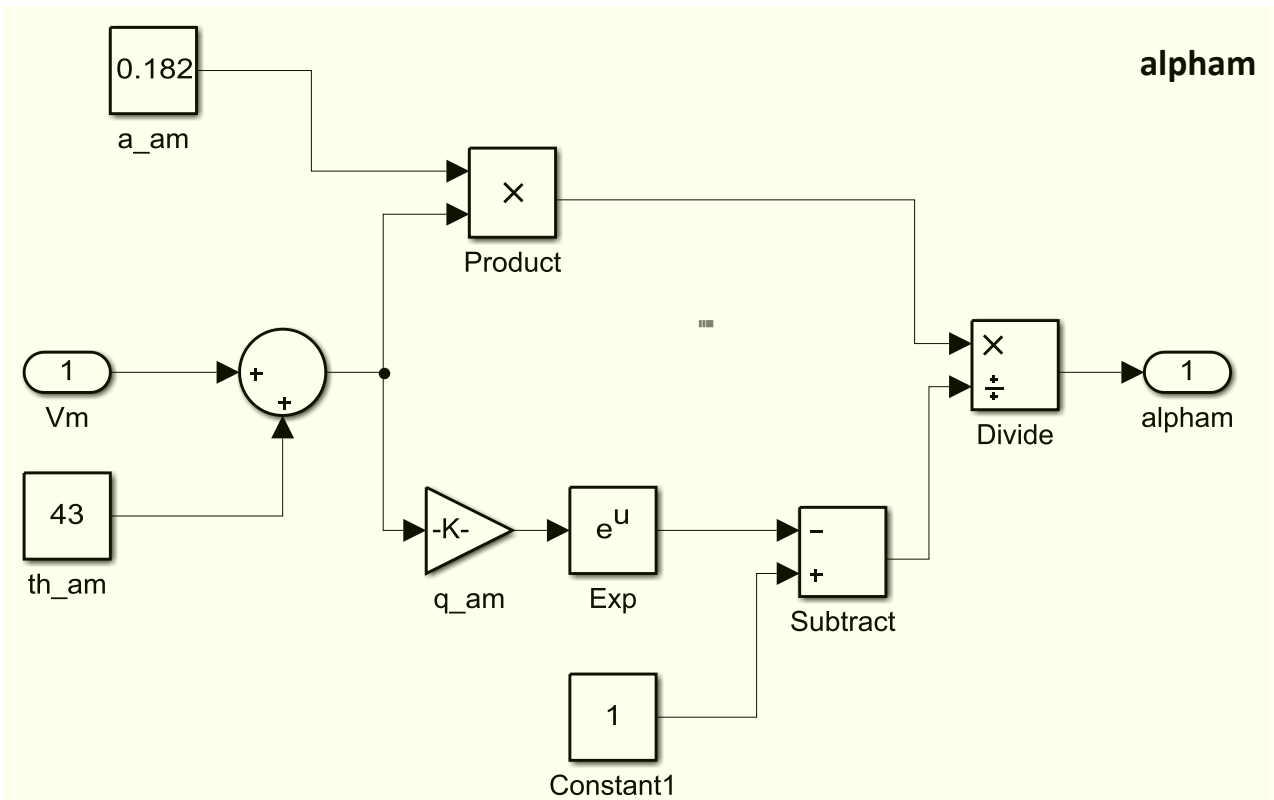 alpham
0.182
a_am
×
Product
1
Vm
+
+
43
th_am
-K-
q_am
e^u
Exp
−
+
Subtract
1
Constant1
×
÷
Divide
1
alpham